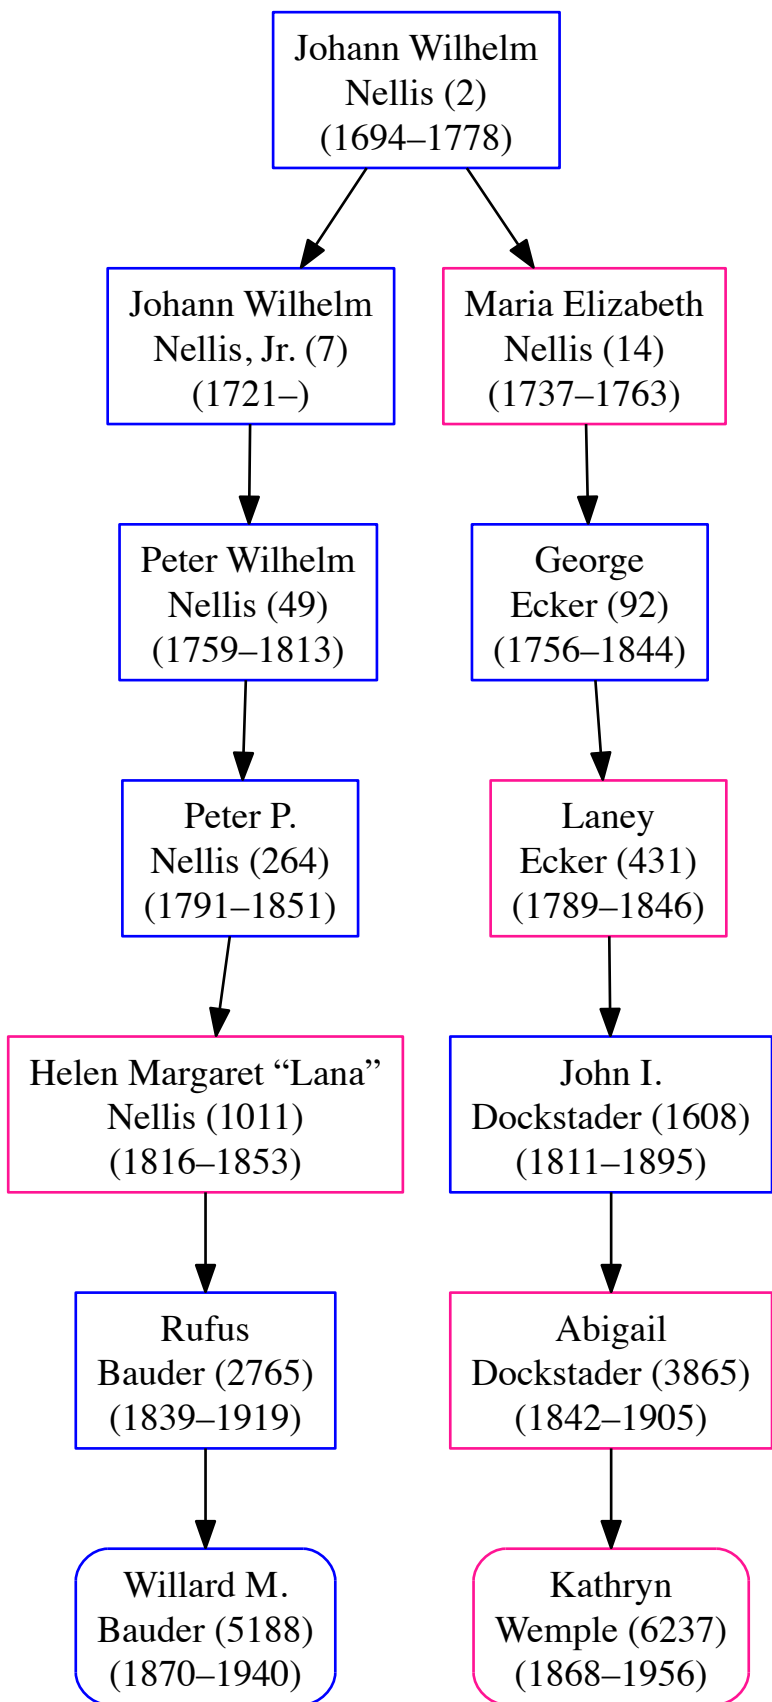 Johann Wilhelm
Nellis (2)
(1694–1778)
Johann Wilhelm
Nellis, Jr. (7)
(1721–)
Maria Elizabeth
Nellis (14)
(1737–1763)
Peter Wilhelm
Nellis (49)
(1759–1813)
George
Ecker (92)
(1756–1844)
Peter P.
Nellis (264)
(1791–1851)
Laney
Ecker (431)
(1789–1846)
Helen Margaret “Lana”
Nellis (1011)
(1816–1853)
John I.
Dockstader (1608)
(1811–1895)
Rufus
Bauder (2765)
(1839–1919)
Abigail
Dockstader (3865)
(1842–1905)
Willard M.
Bauder (5188)
(1870–1940)
Kathryn
Wemple (6237)
(1868–1956)